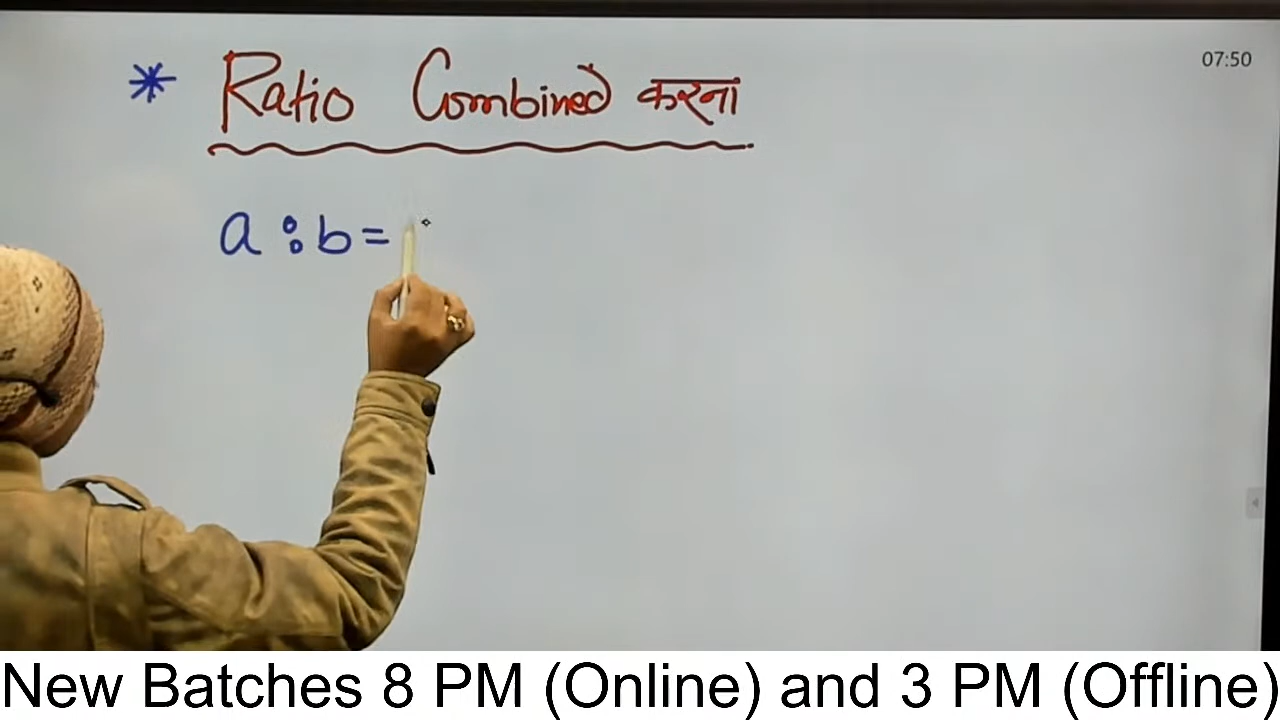 07:50
* Ratio Combined करना
a : b =
New Batches 8 PM (Online) and 3 PM (Offline)